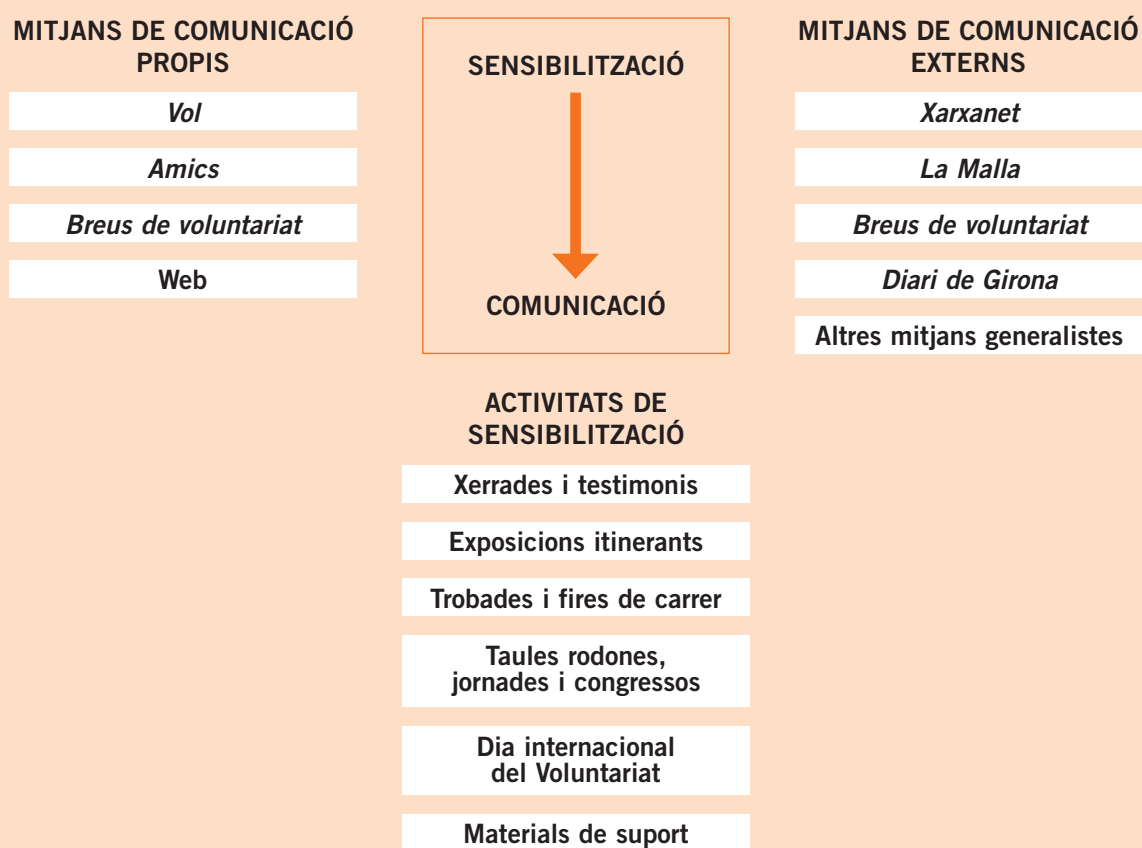 MITJANS DE COMUNICACIÓ
PROPIS
Vol
Amics
Breus de voluntariat
Web
SENSIBILITZACIÓ
COMUNICACIÓ
MITJANS DE COMUNICACIÓ
EXTERNS
Xarxanet
La Malla
Breus de voluntariat
Diari de Girona
Altres mitjans generalistes
ACTIVITATS DE
SENSIBILITZACIÓ
Xerrades i testimonis
Exposicions itinerants
Trobades i fires de carrer
Taules rodones,
jornades i congressos
Dia internacional
del Voluntariat
Materials de suport